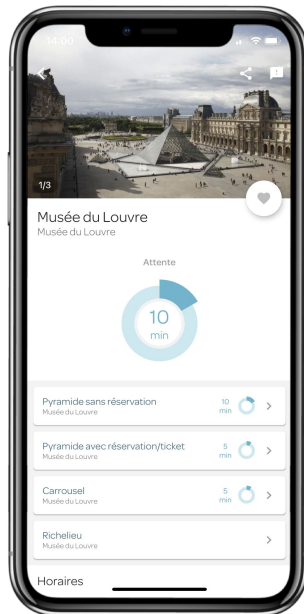 14:00
1/3
Musée du Louvre
Musée du Louvre
Attente
10
min
Pyramide sans réservation
Musée du Louvre
10
min
Pyramide avec réservation/ticket
Musée du Louvre
5
min
Carrousel
Musée du Louvre
5
min
Richelieu
Musée du Louvre
Horaires